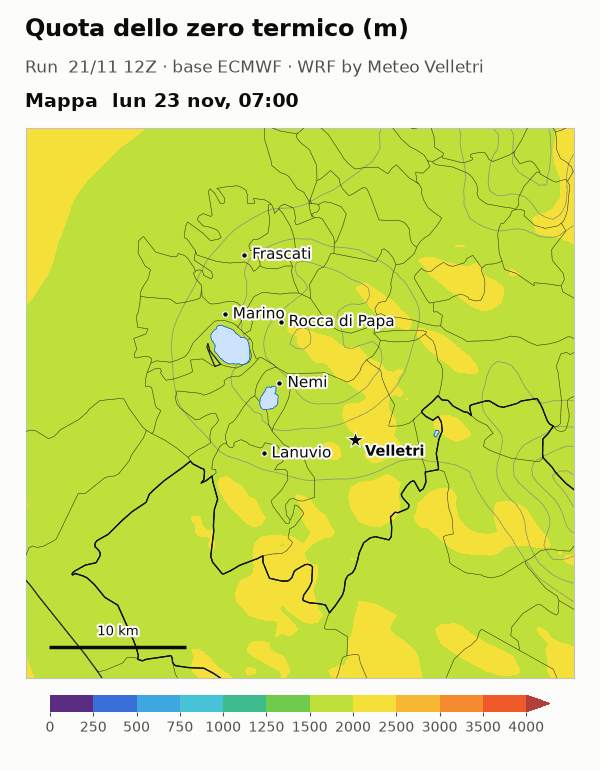 Quota dello zero termico (m)
Run  21/11 12Z · base ECMWF · WRF by Meteo Velletri
Mappa  lun 23 nov, 07:00
Frascati
Marino
Rocca di Papa
Nemi
Velletri
Lanuvio
10 km
0 250 500 750 1000 1250 1500 2000 2500 3000 3500 4000